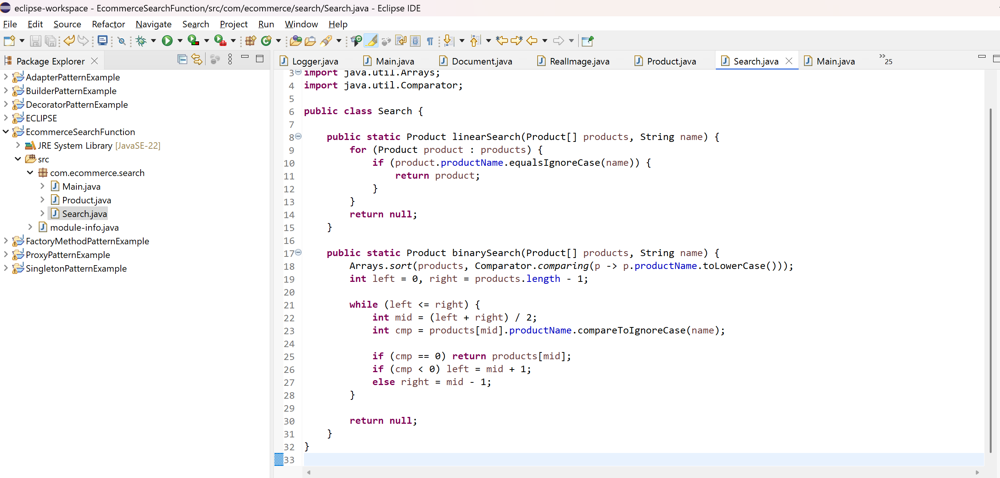 eclipse-workspace - EcommerceSearchFunction/src/com/ecommerce/search/Search.java - Eclipse IDE
File Edit Source Refactor Navigate Search Project Run Window Help
Package Explorer
AdapterPatternExample
BuilderPatternExample
DecoratorPatternExample
ECLIPSE
EcommerceSearchFunction
JRE System Library [JavaSE-22]
src
com.ecommerce.search
Main.java
Product.java
Search.java
module-info.java
FactoryMethodPatternExample
ProxyPatternExample
SingletonPatternExample
Logger.java Main.java Document.java RealImage.java Product.java Search.java Main.java 25
3 import java.util.Arrays;
4 import java.util.Comparator;
5
6 public class Search {
7
8 public static Product linearSearch(Product[] products, String name) {
9 for (Product product : products) {
10 if (product.productName.equalsIgnoreCase(name)) {
11 return product;
12 }
13 }
14 return null;
15 }
16
17 public static Product binarySearch(Product[] products, String name) {
18 Arrays.sort(products, Comparator.comparing(p -> p.productName.toLowerCase()));
19 int left = 0, right = products.length - 1;
20
21 while (left <= right) {
22 int mid = (left + right) / 2;
23 int cmp = products[mid].productName.compareToIgnoreCase(name);
24
25 if (cmp == 0) return products[mid];
26 if (cmp < 0) left = mid + 1;
27 else right = mid - 1;
28 }
29
30 return null;
31 }
32 }
33